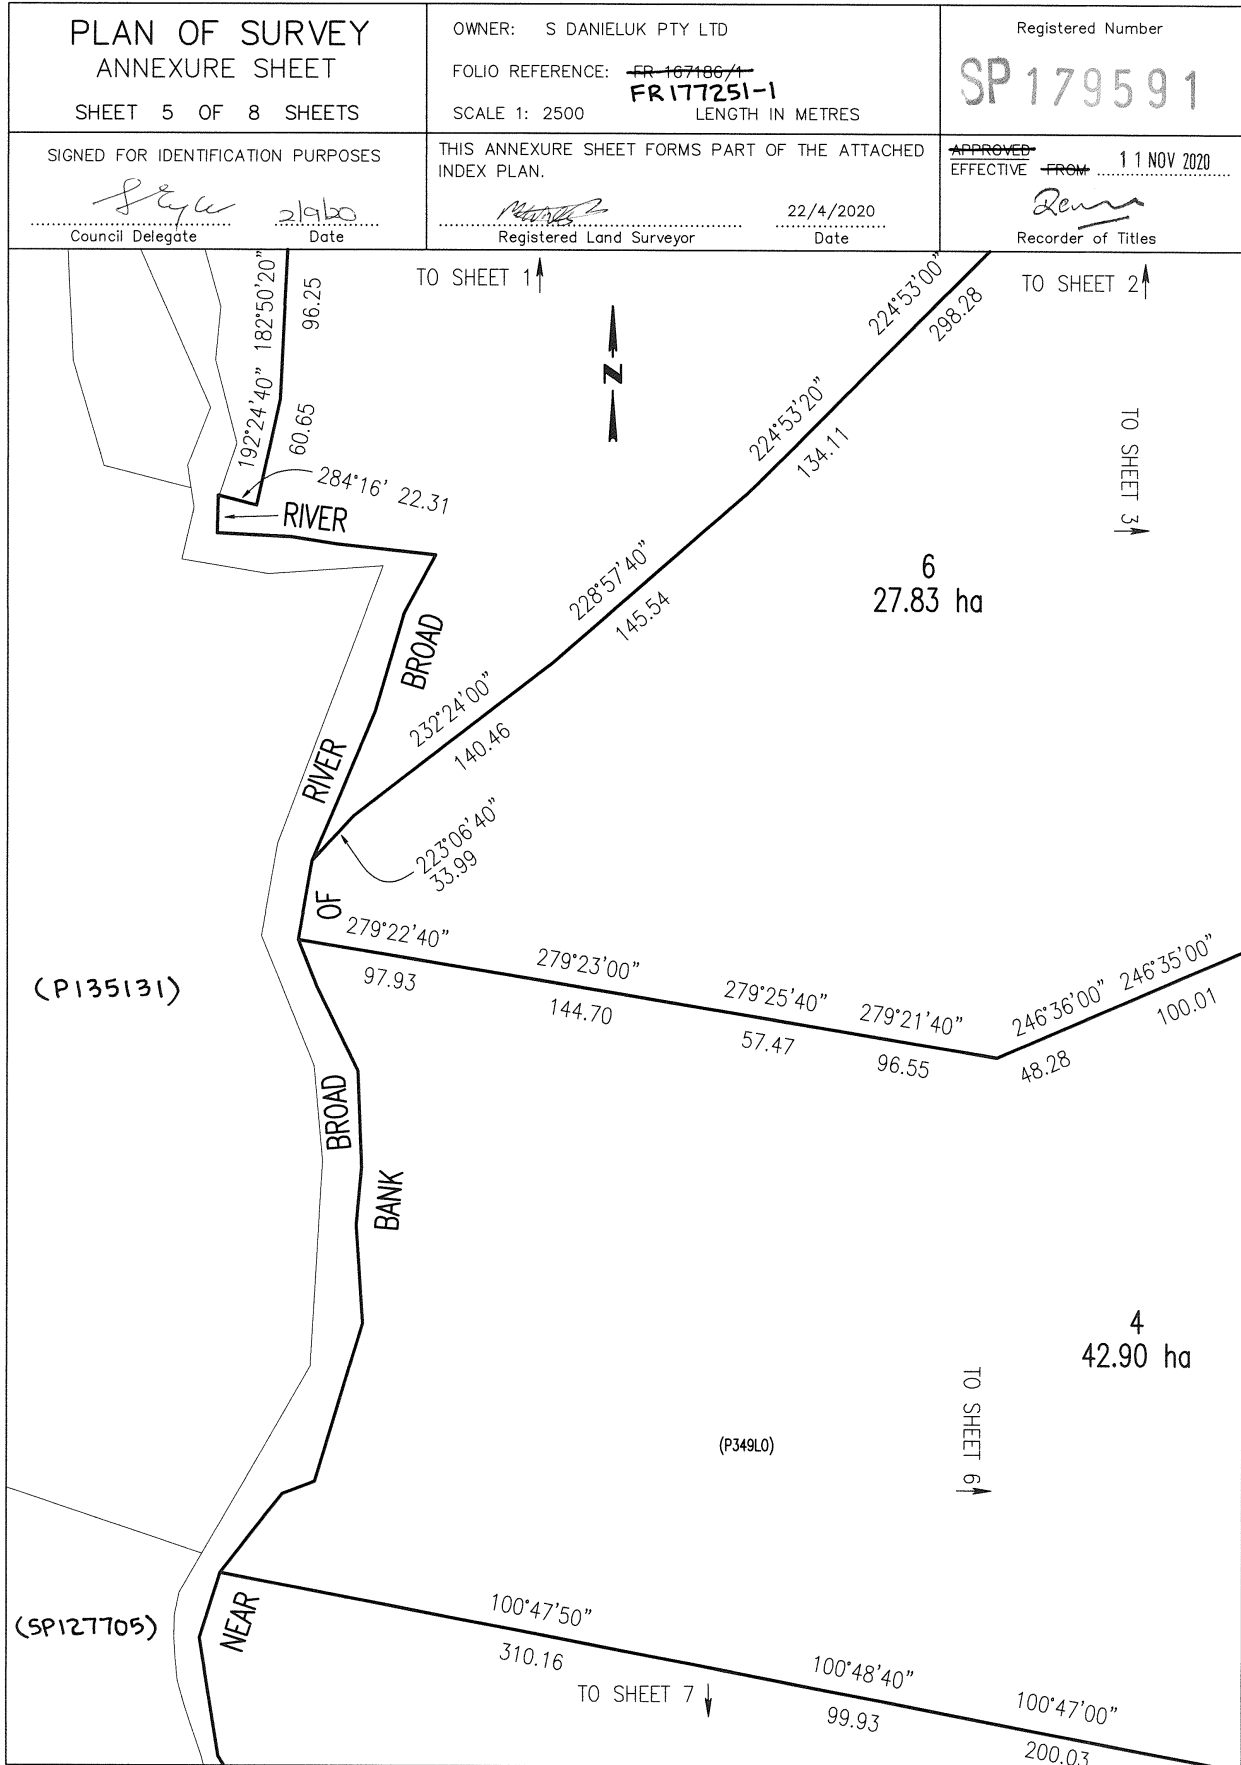 PLAN OF SURVEY
ANNEXURE SHEET
SHEET 5 OF 8 SHEETS
OWNER: S DANIELUK PTY LTD
FOLIO REFERENCE: FR 167186/1
FR177251-1
SCALE 1: 2500 LENGTH IN METRES
Registered Number
SP179591
SIGNED FOR IDENTIFICATION PURPOSES
2/9/20
Council Delegate Date
THIS ANNEXURE SHEET FORMS PART OF THE ATTACHED
INDEX PLAN.
22/4/2020
Registered Land Surveyor Date
APPROVED
EFFECTIVE FROM 11 NOV 2020
Recorder of Titles
TO SHEET 1
TO SHEET 2
182°50'20"
96.25
192°24'40"
60.65
284°16' 22.31
RIVER
N
224°53'00"
298.28
224°53'20"
134.11
TO SHEET 3
228°57'40"
145.54
6
27.83 ha
BROAD
232°24'00"
140.46
RIVER
223°06'40"
33.99
OF
279°22'40"
97.93
279°23'00"
144.70
279°25'40"
57.47
279°21'40"
96.55
246°36'00"
48.28
246°35'00"
100.01
(P135131)
BROAD
BANK
4
42.90 ha
TO SHEET 6
(P349LO)
(SP127705)
NEAR
100°47'50"
310.16
TO SHEET 7
100°48'40"
99.93
100°47'00"
200.03